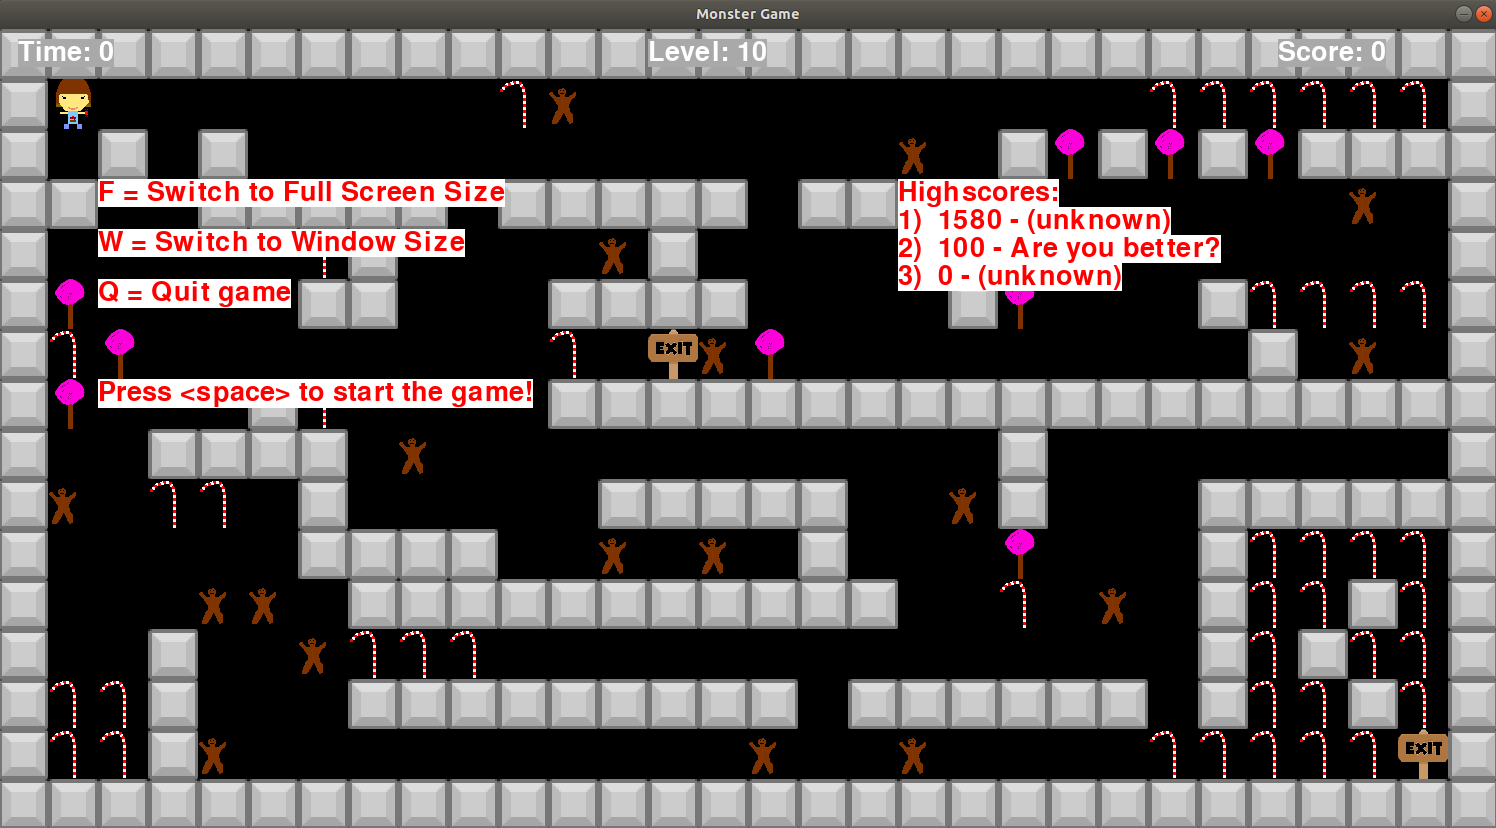 Monster Game
Time: 0
Level: 10
Score: 0
F = Switch to Full Screen Size
W = Switch to Window Size
Q = Quit game
Highscores:
1) 1580 - (unknown)
2) 100 - Are you better?
3) 0 - (unknown)
EXIT
Press <space> to start the game!
EXIT